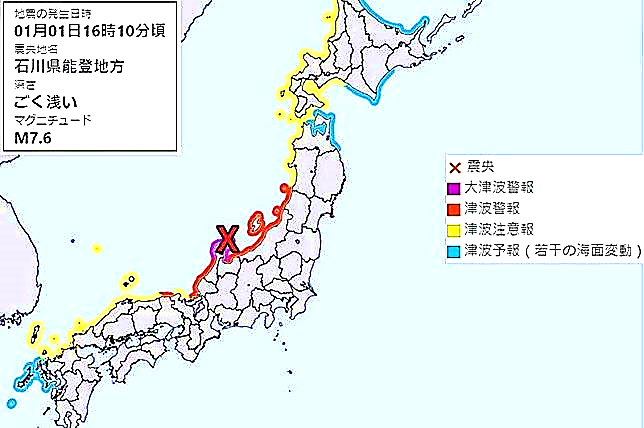 地震の発生日時
01月01日16時10分頃
震央地名
石川県能登地方
深さ
ごく浅い
マグニチュード
M7.6
震央
大津波警報
津波警報
津波注意報
津波予報（若干の海面変動）